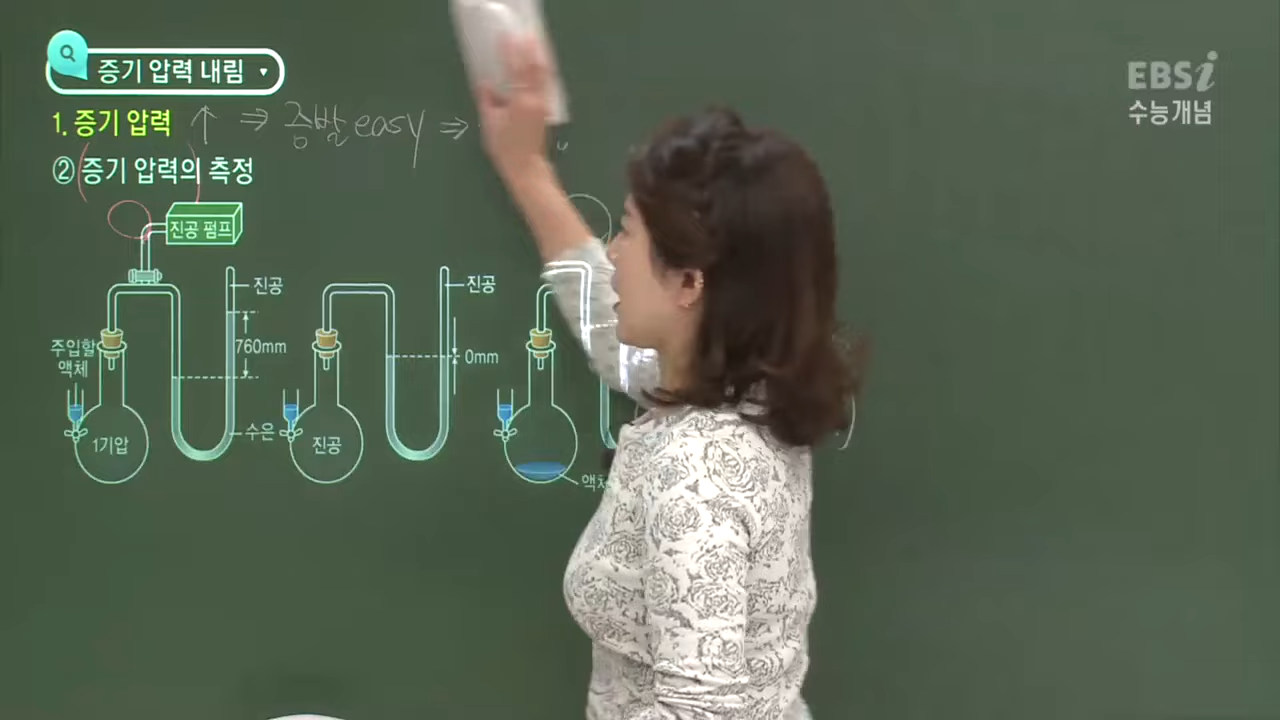 증기 압력 내림
EBSi
수능개념
1. 증기 압력 ↑ ⇒ 증발 easy ⇒
② 증기 압력의 측정
진공 펌프
진공
진공
760mm
0mm
주입할
액체
1기압
수은
진공
액체